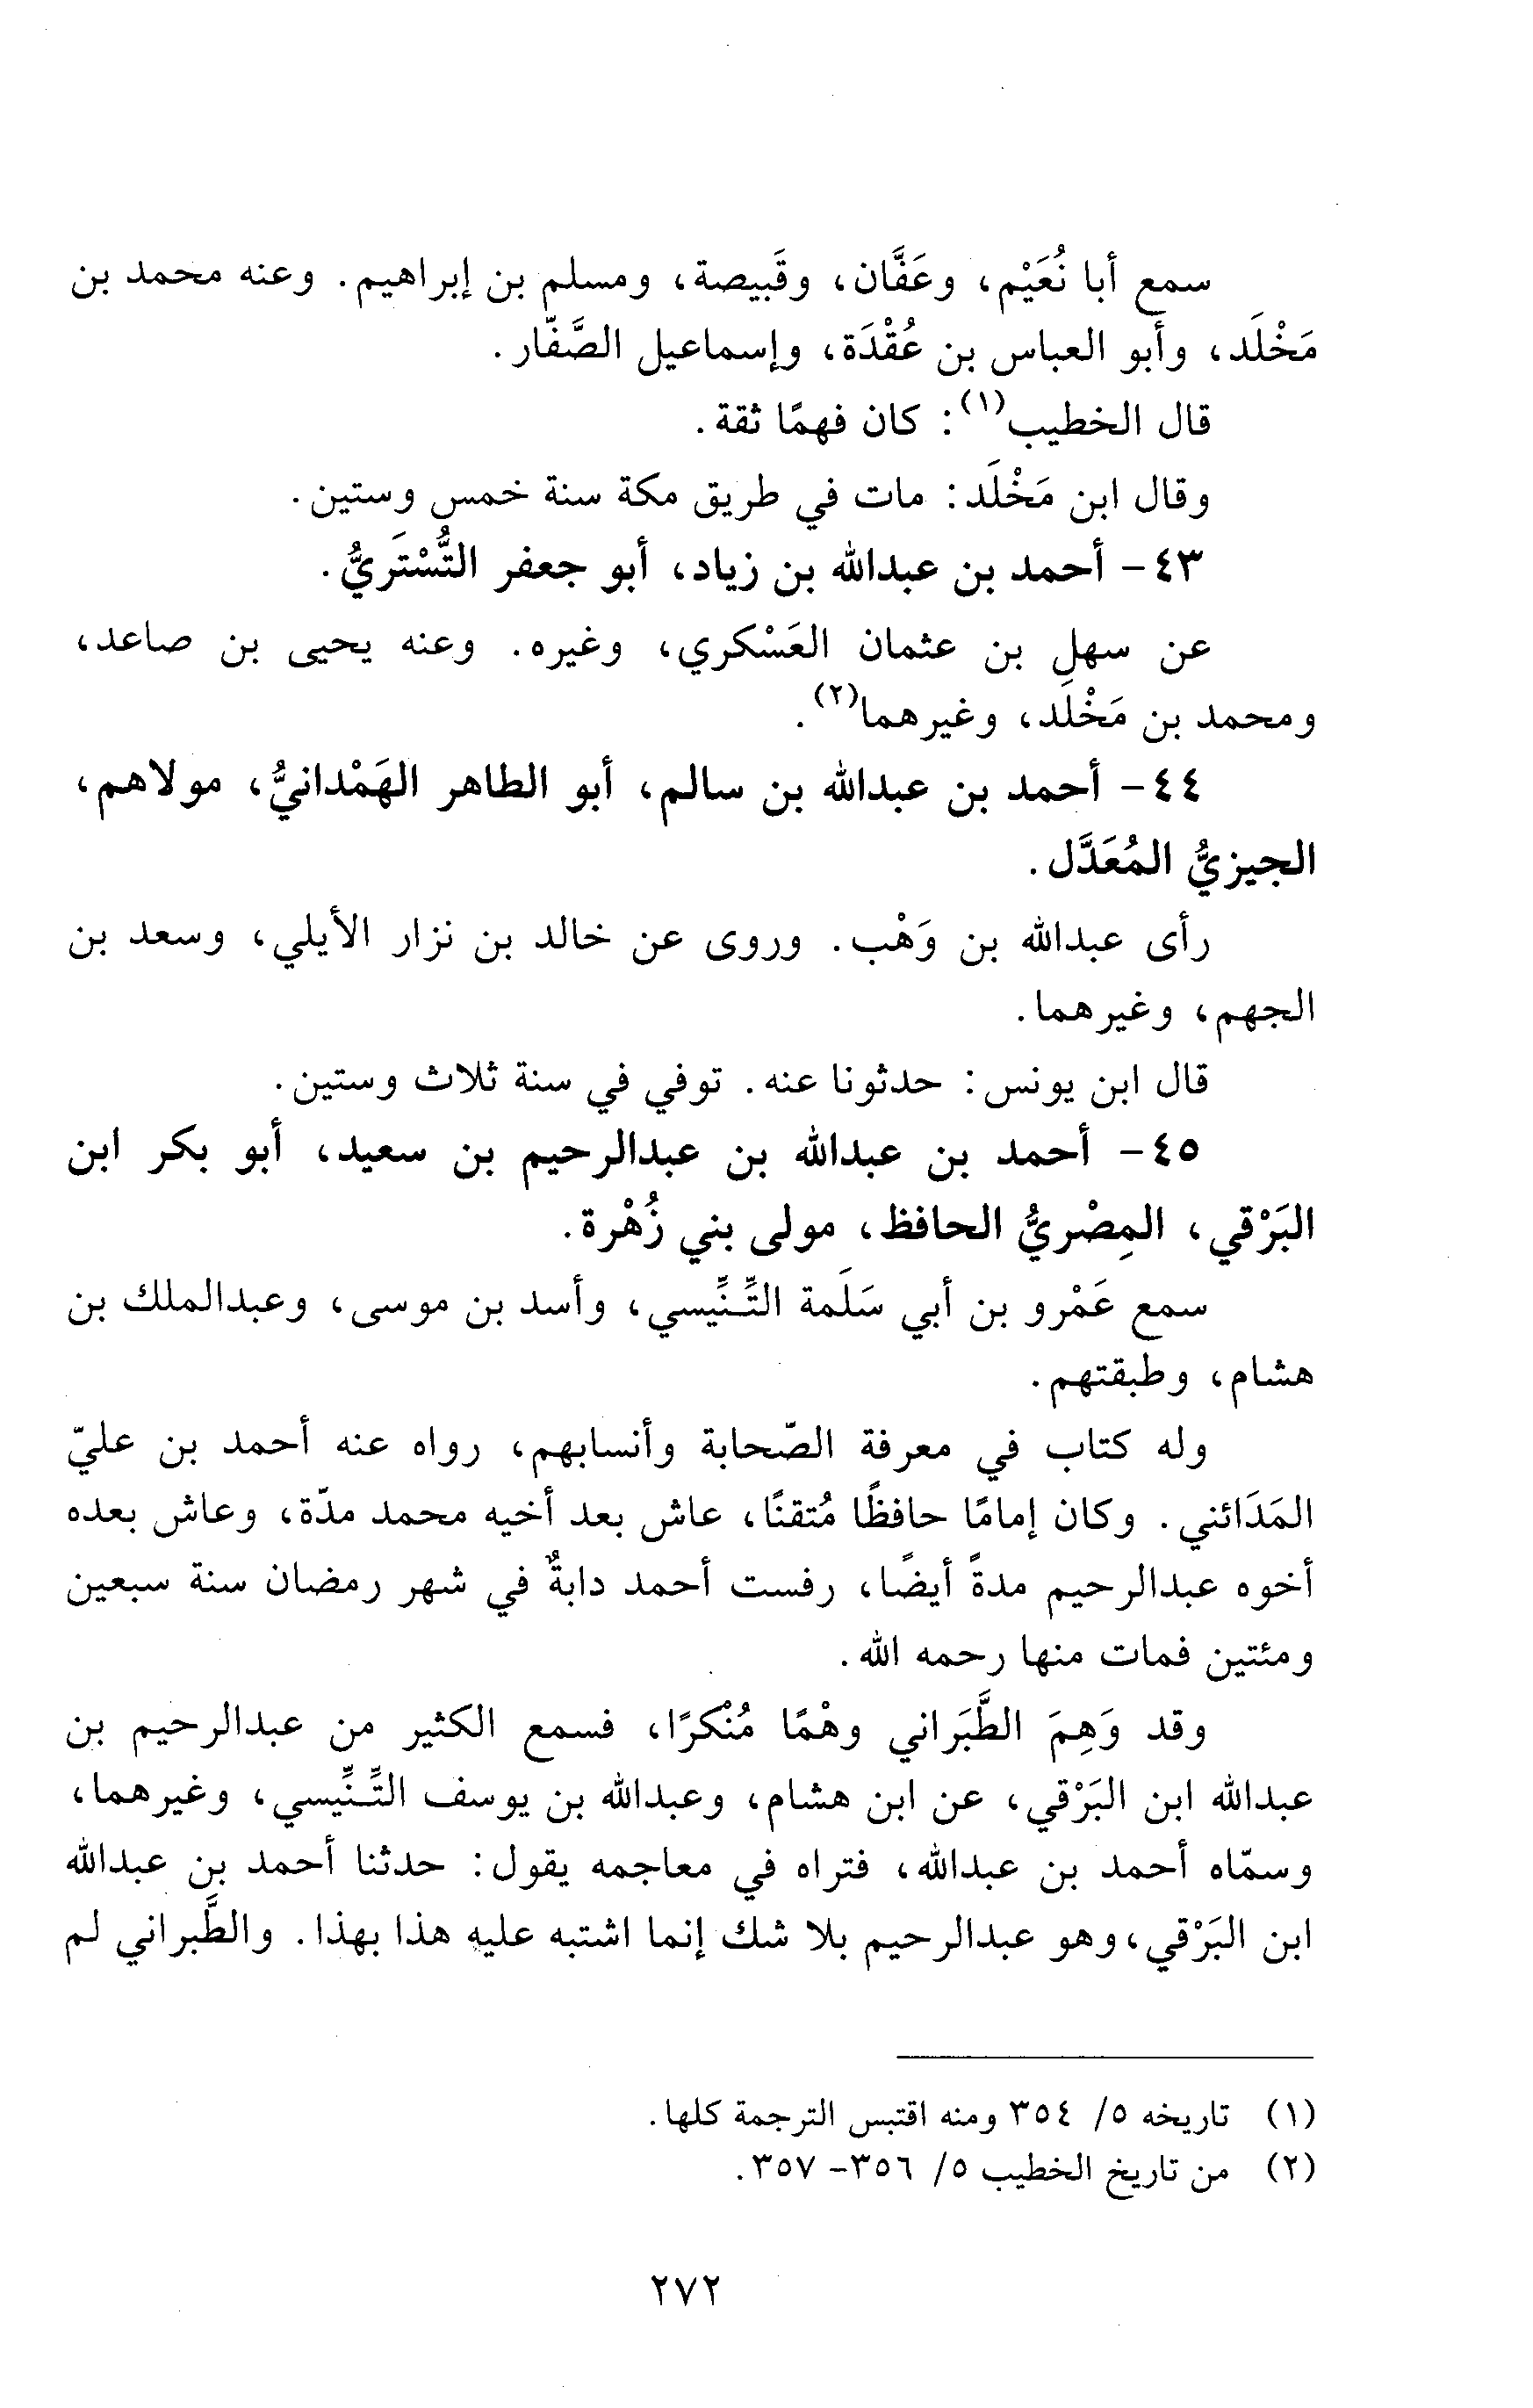 سمع أبا نُعَيْم، وعَفَّان، وقَبيصة، ومسلم بن إبراهيم. وعنه محمد بن
مَخْلَد، وأبو العباس بن عُقْدَة، وإسماعيل الصَّفّار.
قال الخطيب(١): كان فهمًا ثقة.
وقال ابن مَخْلَد: مات في طريق مكة سنة خمس وستين.
٤٣- أحمد بن عبدالله بن زياد، أبو جعفر التُّسْتَريُّ.
عن سهلِ بن عثمان العَسْكري، وغيره. وعنه يحيى بن صاعد،
ومحمد بن مَخْلَد، وغيرهما(٢).
٤٤- أحمد بن عبدالله بن سالم، أبو الطاهر الهَمْدانيُّ، مولاهم،
الجيزيُّ المُعَدَّل.
رأى عبدالله بن وَهْب. وروى عن خالد بن نزار الأيلي، وسعد بن
الجهم، وغيرهما.
قال ابن يونس: حدثونا عنه. توفي في سنة ثلاث وستين.
٤٥- أحمد بن عبدالله بن عبدالرحيم بن سعيد، أبو بكر ابن
البَرْقي، المِصْريُّ الحافظ، مولى بني زُهْرة.
سمع عَمْرو بن أبي سَلَمة التِّنِّيسي، وأسد بن موسى، وعبدالملك بن
هشام، وطبقتهم.
وله كتاب في معرفة الصّحابة وأنسابهم، رواه عنه أحمد بن عليّ
المَدَائني. وكان إمامًا حافظًا مُتقنًا، عاش بعد أخيه محمد مدّة، وعاش بعده
أخوه عبدالرحيم مدةً أيضًا، رفست أحمد دابةٌ في شهر رمضان سنة سبعين
ومئتين فمات منها رحمه الله.
وقد وَهِمَ الطَّبَراني وهْمًا مُنْكرًا، فسمع الكثير من عبدالرحيم بن
عبدالله ابن البَرْقي، عن ابن هشام، وعبدالله بن يوسف التِّنِّيسي، وغيرهما،
وسمّاه أحمد بن عبدالله، فتراه في معاجمه يقول: حدثنا أحمد بن عبدالله
ابن البَرْقي، وهو عبدالرحيم بلا شك إنما اشتبه عليه هذا بهذا. والطَّبراني لم
(١) تاريخه ٥/ ٣٥٤ ومنه اقتبس الترجمة كلها.
(٢) من تاريخ الخطيب ٥/ ٣٥٦- ٣٥٧.
٢٧٢